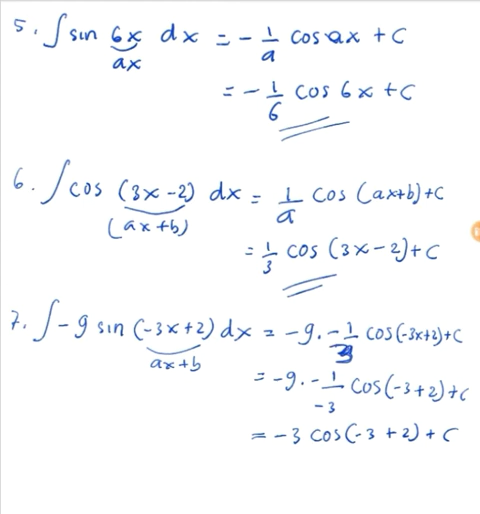 5. ∫ sin 6x dx = - 1/a cos ax + C
ax
= - 1/6 cos 6x + C
6. ∫ cos (3x - 2) dx = 1/a cos (ax+b) + C
(ax + b)
= 1/3 cos (3x - 2) + C
7. ∫ -9 sin (-3x + 2) dx = -9 . - 1/3 cos (-3x+2) + C
ax + b
= -9 . - 1/-3 cos (-3 + 2) + C
= -3 cos (-3 + 2) + C